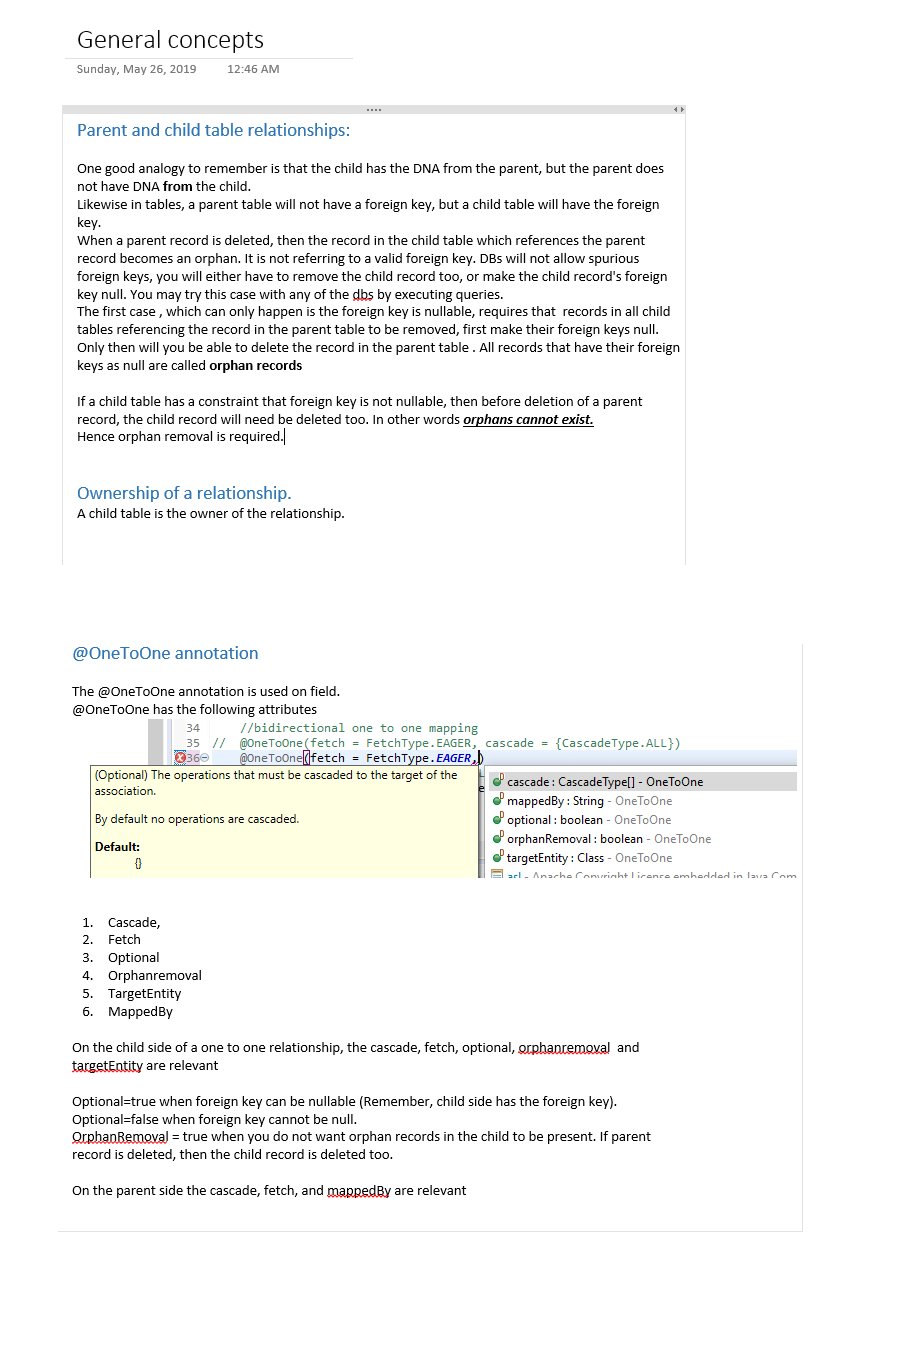 General concepts
Sunday, May 26, 2019 12:46 AM
Parent and child table relationships:
One good analogy to remember is that the child has the DNA from the parent, but the parent does
not have DNA from the child.
Likewise in tables, a parent table will not have a foreign key, but a child table will have the foreign
key.
When a parent record is deleted, then the record in the child table which references the parent
record becomes an orphan. It is not referring to a valid foreign key. DBs will not allow spurious
foreign keys, you will either have to remove the child record too, or make the child record's foreign
key null. You may try this case with any of the dbs by executing queries.
The first case , which can only happen is the foreign key is nullable, requires that  records in all child
tables referencing the record in the parent table to be removed, first make their foreign keys null.
Only then will you be able to delete the record in the parent table . All records that have their foreign
keys as null are called orphan records
If a child table has a constraint that foreign key is not nullable, then before deletion of a parent
record, the child record will need be deleted too. In other words orphans cannot exist.
Hence orphan removal is required.
Ownership of a relationship.
A child table is the owner of the relationship.
@OneToOne annotation
The @OneToOne annotation is used on field.
@OneToOne has the following attributes
34 //bidirectional one to one mapping
35 // @OneToOne(fetch = FetchType.EAGER, cascade = {CascadeType.ALL})
36 @OneToOne(fetch = FetchType.EAGER,)
(Optional) The operations that must be cascaded to the target of the
association.
By default no operations are cascaded.
Default:
{}
cascade : CascadeType[] - OneToOne
mappedBy : String - OneToOne
optional : boolean - OneToOne
orphanRemoval : boolean - OneToOne
targetEntity : Class - OneToOne
asl - Apache Copyright License embedded in Java Com
1. Cascade,
2. Fetch
3. Optional
4. Orphanremoval
5. TargetEntity
6. MappedBy
On the child side of a one to one relationship, the cascade, fetch, optional, orphanremoval  and
targetEntity are relevant
Optional=true when foreign key can be nullable (Remember, child side has the foreign key).
Optional=false when foreign key cannot be null.
OrphanRemoval = true when you do not want orphan records in the child to be present. If parent
record is deleted, then the child record is deleted too.
On the parent side the cascade, fetch, and mappedBy are relevant